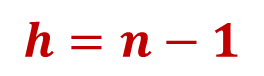 h = n − 1